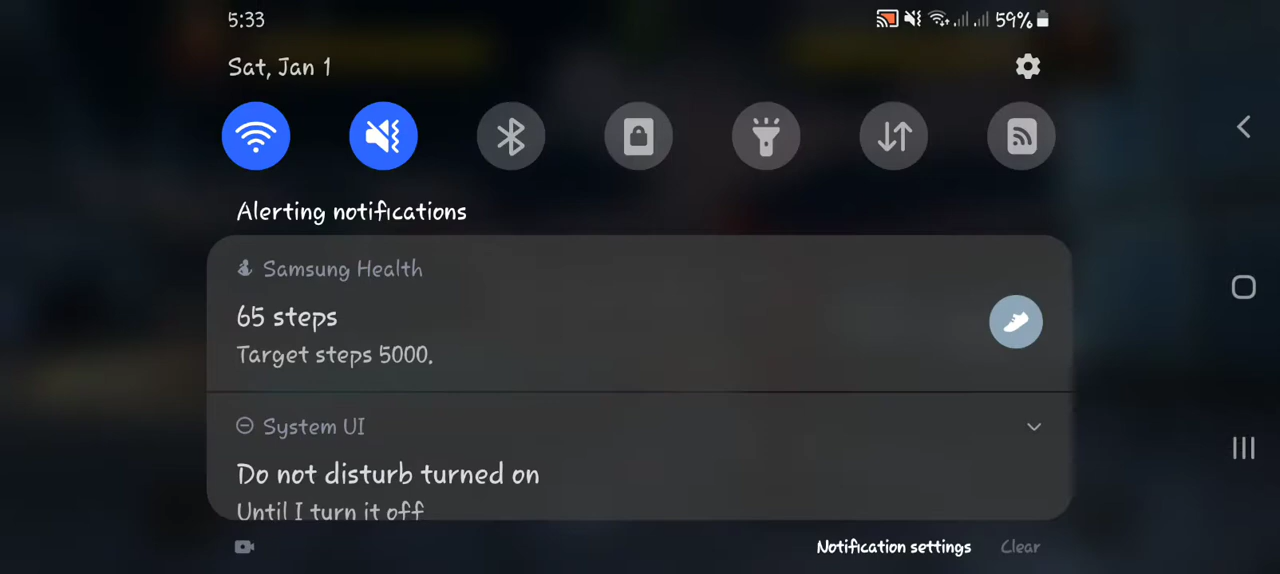 5:33
59%
Sat, Jan 1
Alerting notifications
Samsung Health
65 steps
Target steps 5000.
System UI
Do not disturb turned on
Until I turn it off
Notification settings
Clear